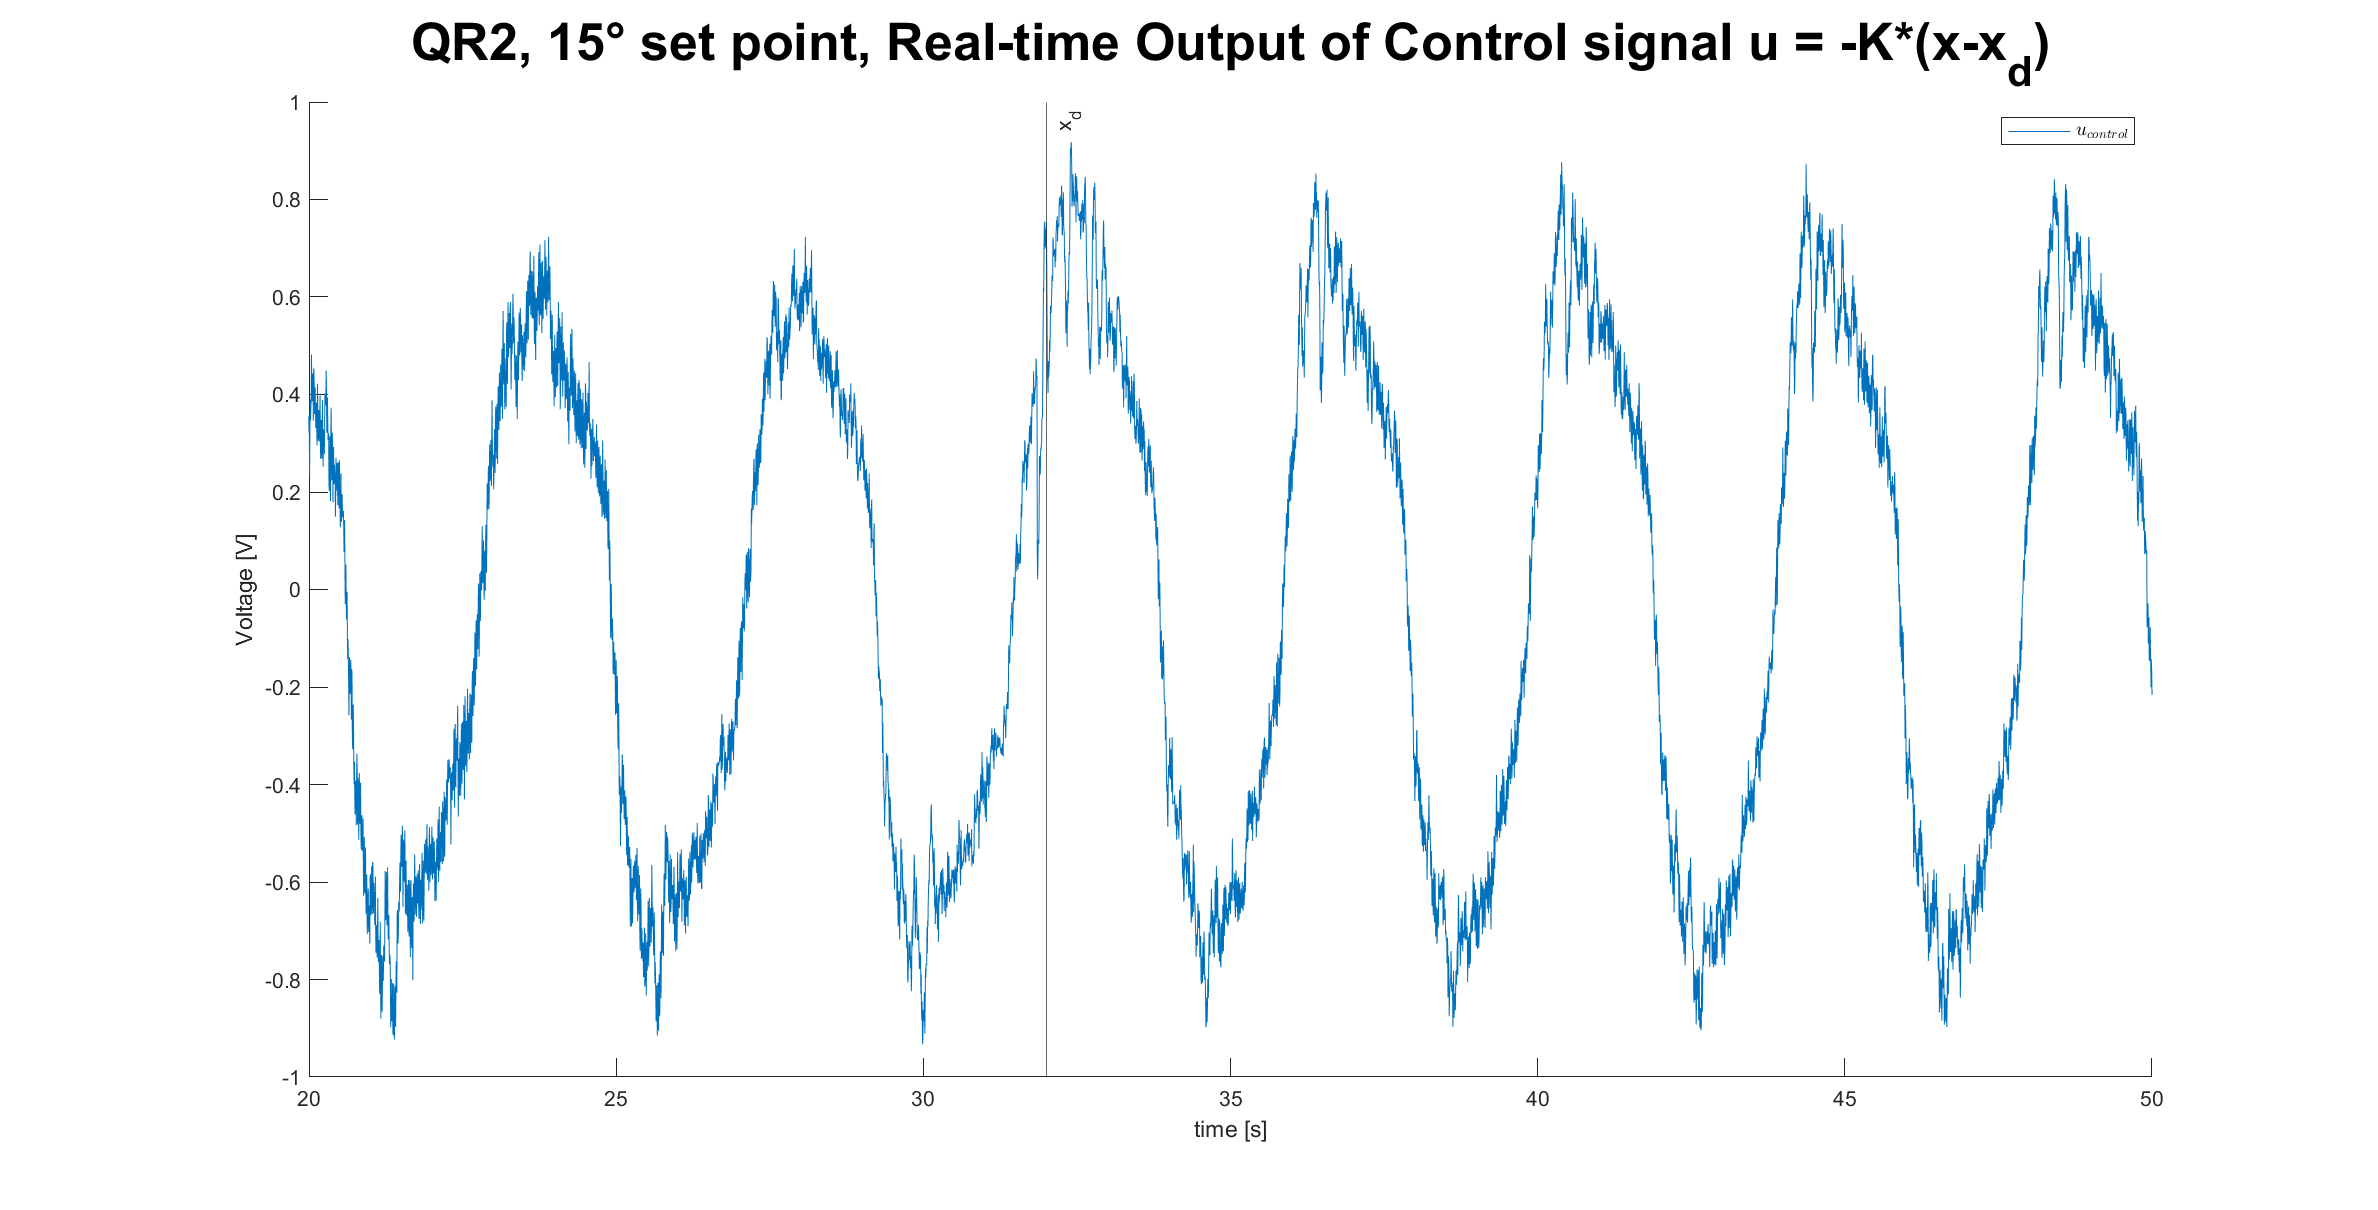 QR2, 15° set point, Real-time Output of Control signal u = -K*(x-x_d)
x_d
u_control
1
0.8
0.6
0.4
0.2
0
-0.2
-0.4
-0.6
-0.8
-1
Voltage [V]
20 25 30 35 40 45 50
time [s]